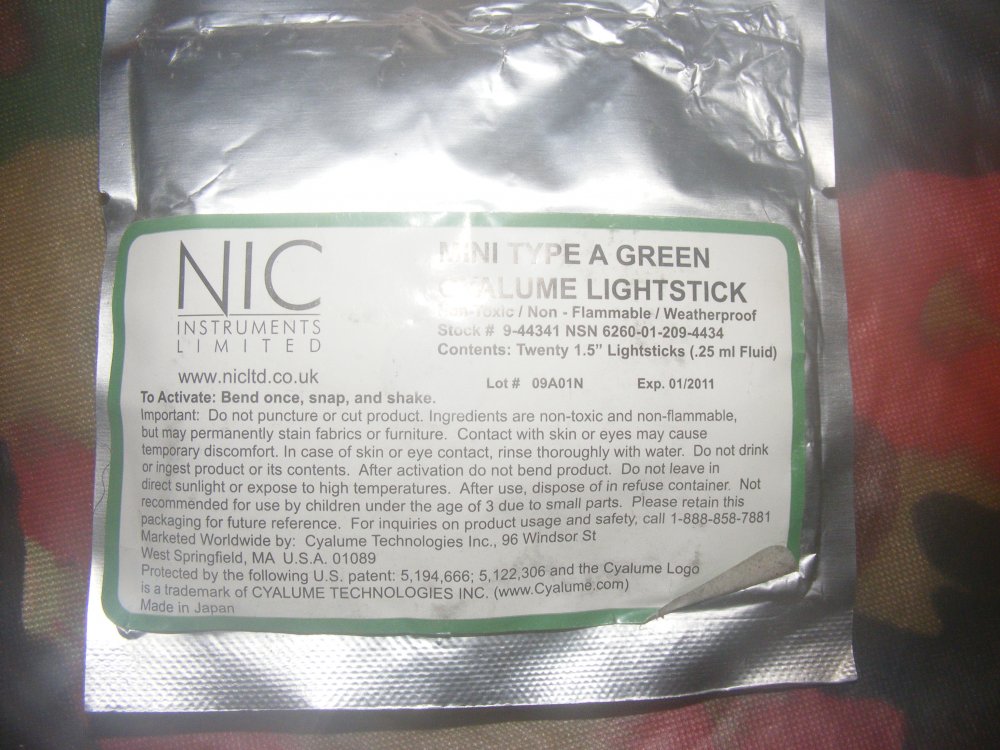 NIC
INSTRUMENTS
LIMITED
www.nicltd.co.uk
MINI TYPE A GREEN
CYALUME LIGHTSTICK
Non-Toxic / Non - Flammable / Weatherproof
Stock # 9-44341 NSN 6260-01-209-4434
Contents: Twenty 1.5” Lightsticks (.25 ml Fluid)
Lot # 09A01N Exp. 01/2011
To Activate: Bend once, snap, and shake.
Important: Do not puncture or cut product. Ingredients are non-toxic and non-flammable,
but may permanently stain fabrics or furniture. Contact with skin or eyes may cause
temporary discomfort. In case of skin or eye contact, rinse thoroughly with water. Do not drink
or ingest product or its contents. After activation do not bend product. Do not leave in
direct sunlight or expose to high temperatures. After use, dispose of in refuse container. Not
recommended for use by children under the age of 3 due to small parts. Please retain this
packaging for future reference. For inquiries on product usage and safety, call 1-888-858-7881
Marketed Worldwide by: Cyalume Technologies Inc., 96 Windsor St
West Springfield, MA U.S.A. 01089
Protected by the following U.S. patent: 5,194,666; 5,122,306 and the Cyalume Logo
is a trademark of CYALUME TECHNOLOGIES INC. (www.Cyalume.com)
Made in Japan